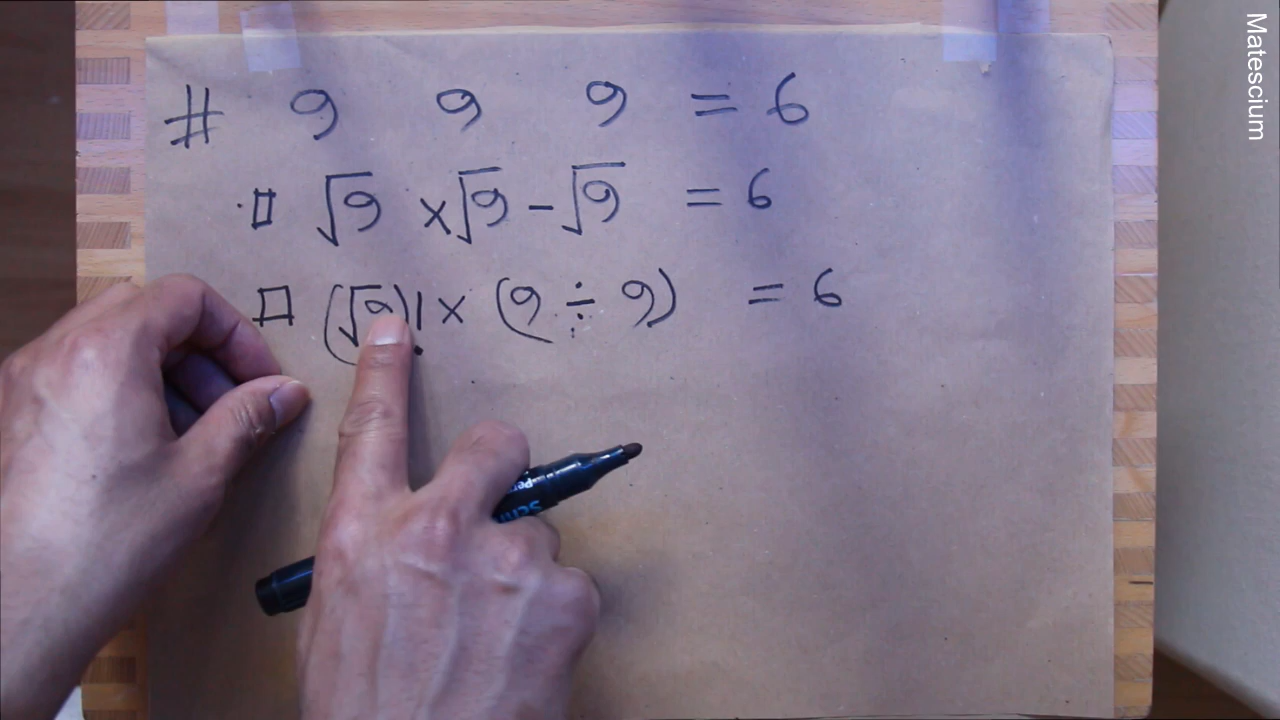 # 9 9 9 = 6
□ √9 ×√9 - √9 = 6
□ (√9)! × (9 ÷ 9) = 6
Matescium